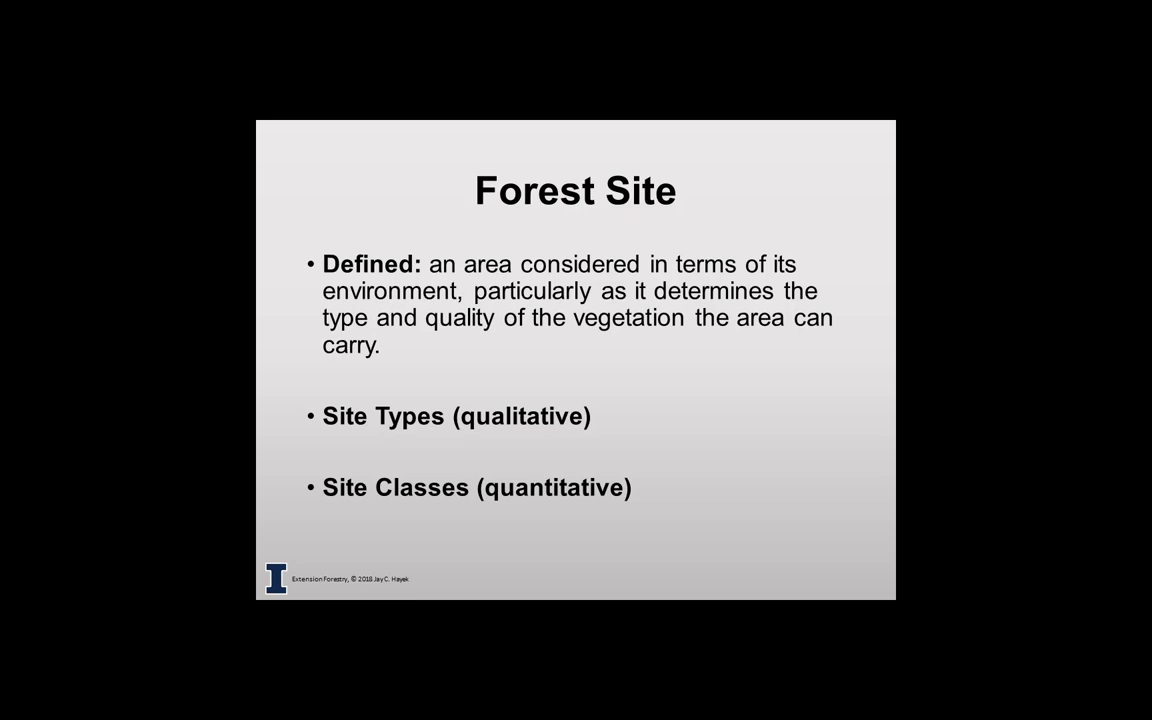 Forest Site
• Defined: an area considered in terms of its
environment, particularly as it determines the
type and quality of the vegetation the area can
carry.
• Site Types (qualitative)
• Site Classes (quantitative)
I
Extension Forestry, © 2018 Jay C. Hayek